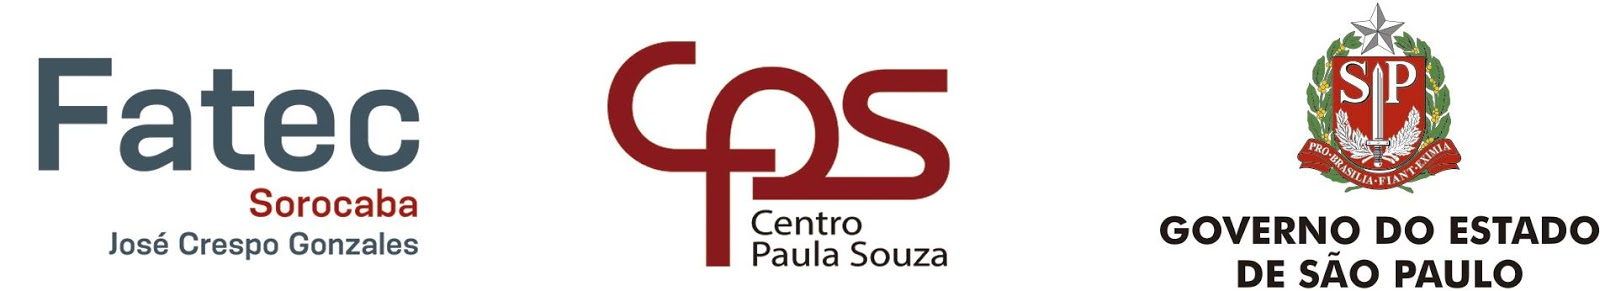 Fatec
Sorocaba
José Crespo Gonzales
cps
Centro
Paula Souza
SP
PRO·BRASILIA·FIANT·EXIMIA
GOVERNO DO ESTADO
DE SÃO PAULO